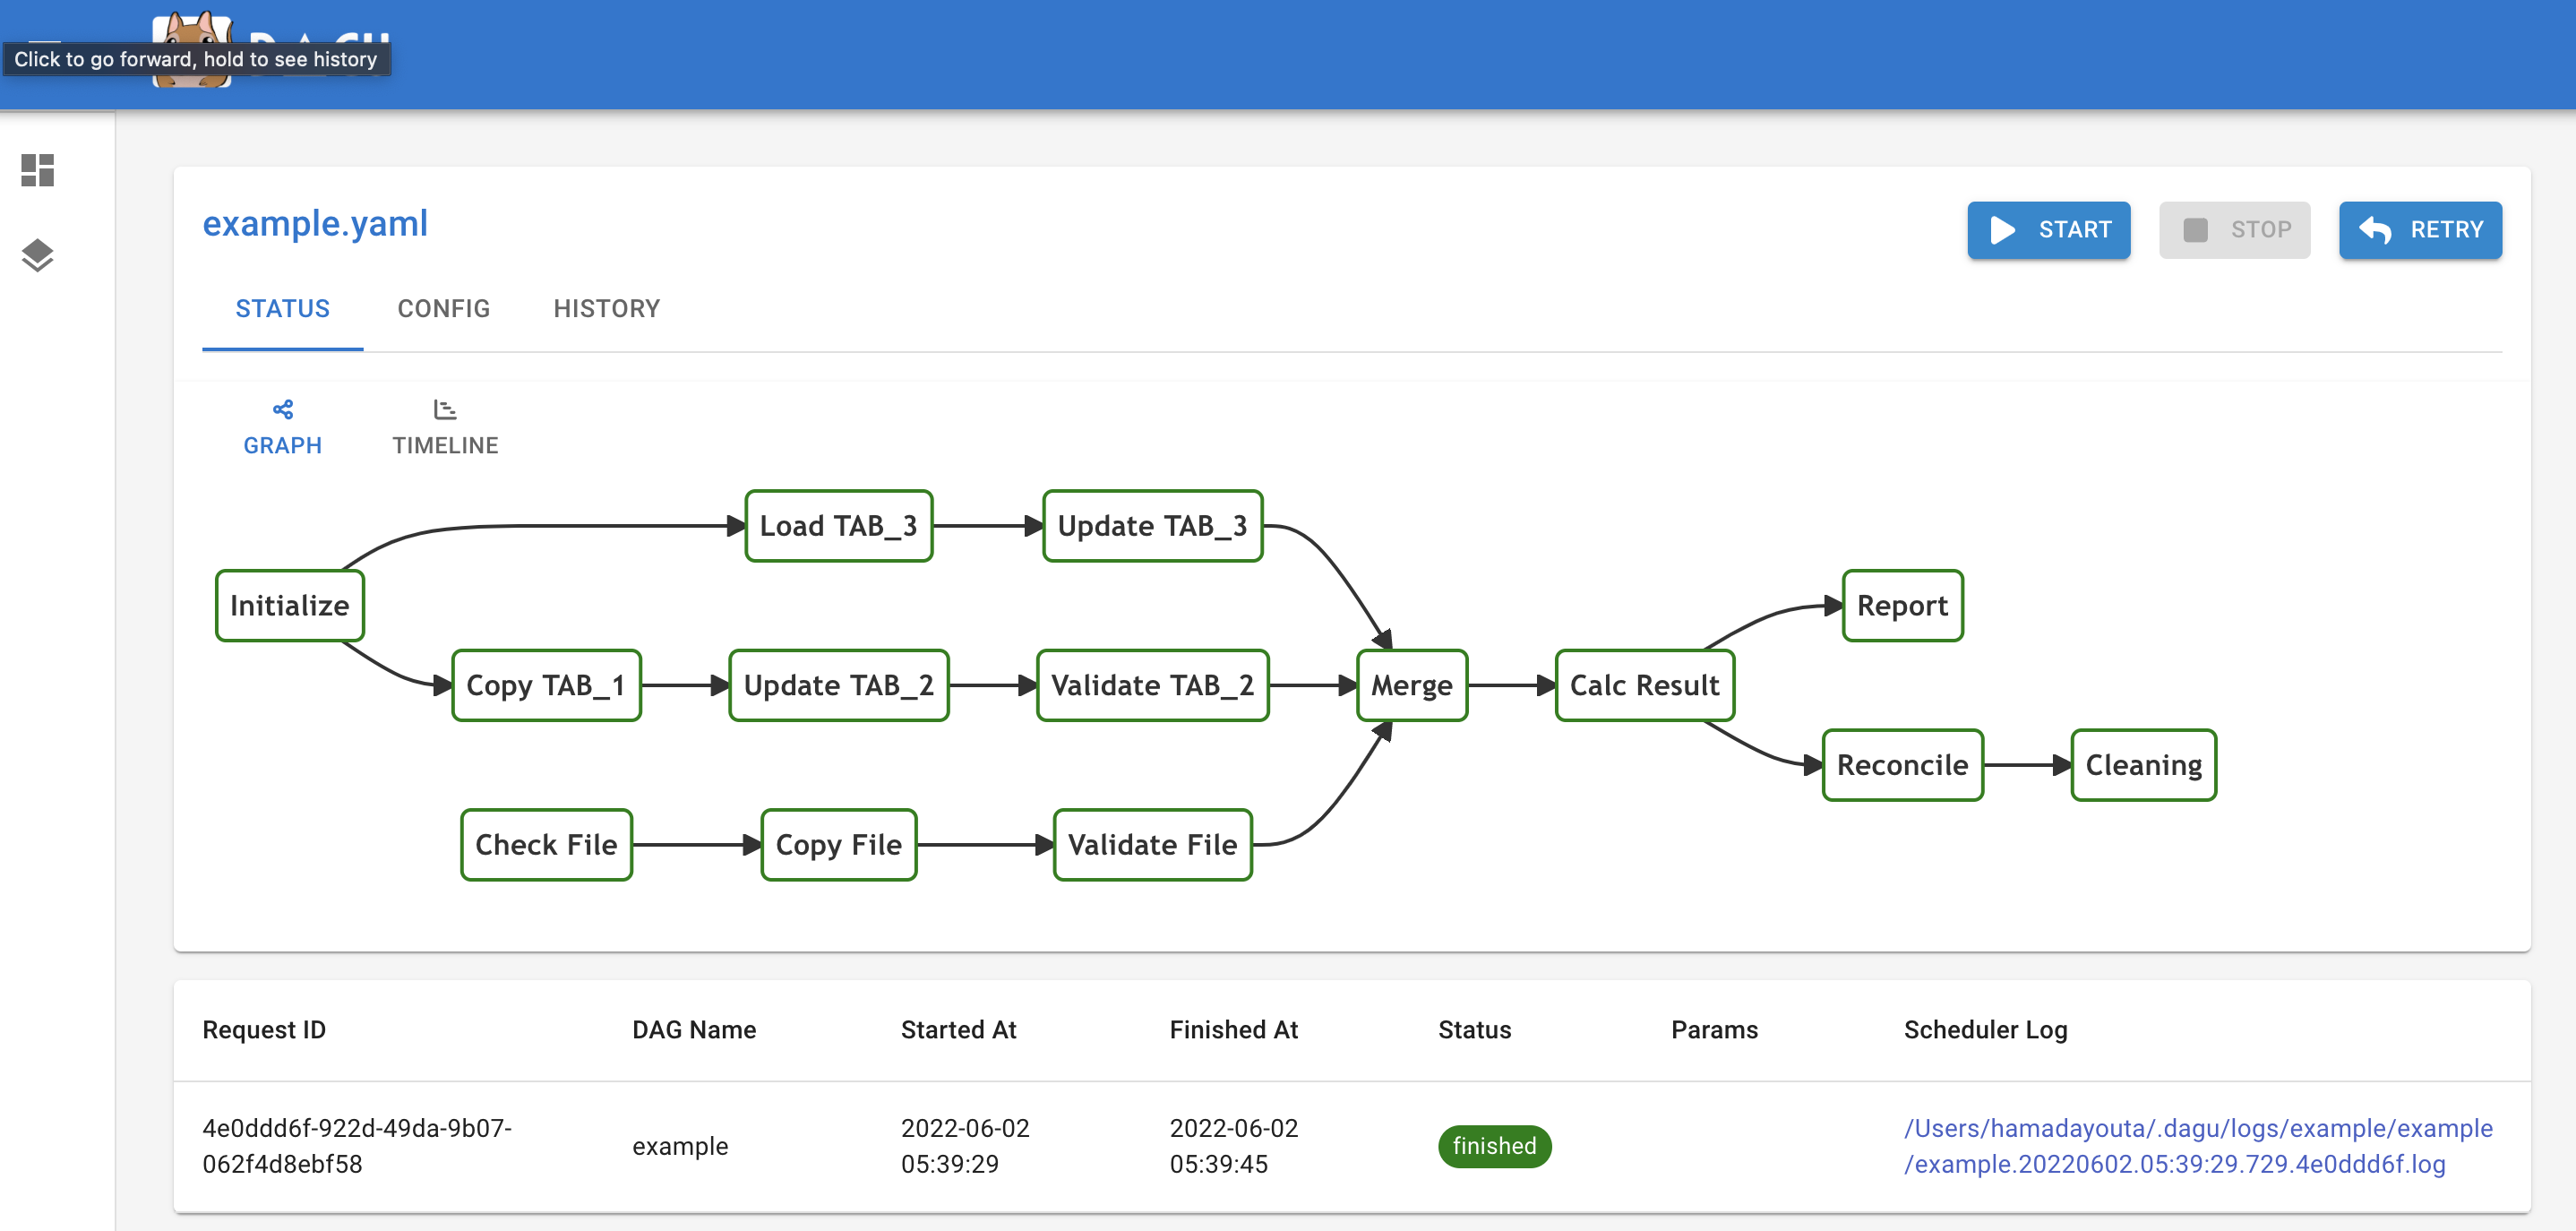 Click to go forward, hold to see history
example.yaml
START
STOP
RETRY
STATUS
CONFIG
HISTORY
GRAPH
TIMELINE
Load TAB_3
Update TAB_3
Initialize
Report
Copy TAB_1
Update TAB_2
Validate TAB_2
Merge
Calc Result
Reconcile
Cleaning
Check File
Copy File
Validate File
Request ID
DAG Name
Started At
Finished At
Status
Params
Scheduler Log
4e0ddd6f-922d-49da-9b07-
062f4d8ebf58
example
2022-06-02
05:39:29
2022-06-02
05:39:45
finished
/Users/hamadayouta/.dagu/logs/example/example
/example.20220602.05:39:29.729.4e0ddd6f.log